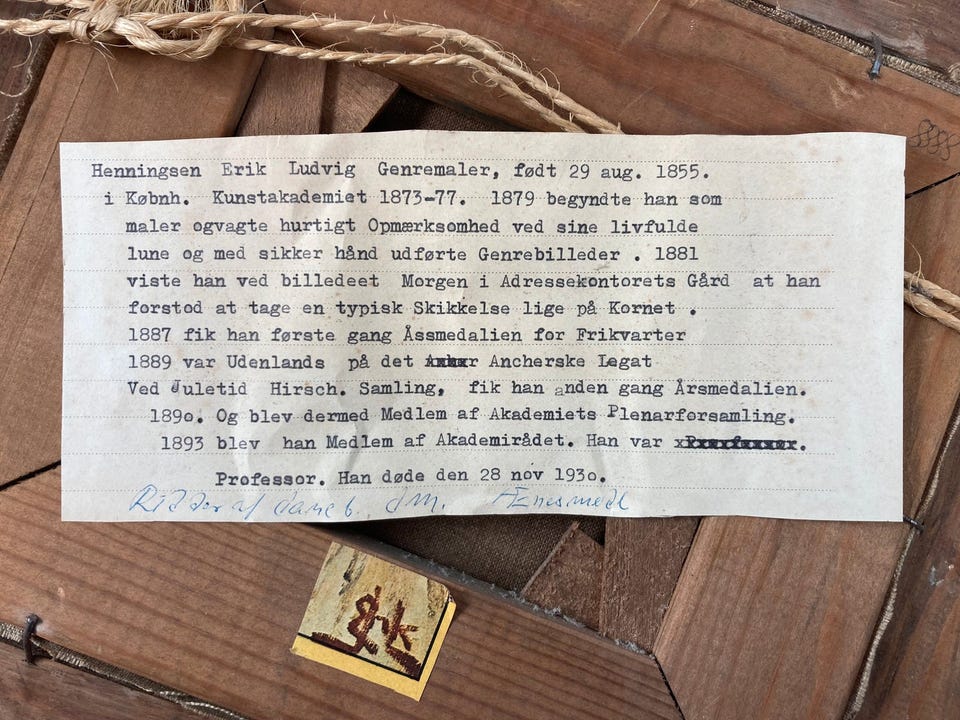 Henningsen Erik Ludvig Genremaler, født 29 aug. 1855.
i Købnh. Kunstakademiet 1873-77. 1879 begyndte han som
maler ogvagte hurtigt Opmærksomhed ved sine livfulde
lune og med sikker hånd udførte Genrebilleder . 1881
viste han ved billedeet Morgen i Adressekontorets Gård at han
forstod at tage en typisk Skikkelse lige på Kornet .
1887 fik han første gang Åssmedalien for Frikvarter
1889 var Udenlands på det Ancherske Legat
Ved Juletid Hirsch. Samling, fik han anden gang Årsmedalien.
189o. Og blev dermed Medlem af Akademiets Plenarforsamling.
1893 blev han Medlem af Akademirådet. Han var
Professor. Han døde den 28 nov 193o.
Ridder af daneb. dM.